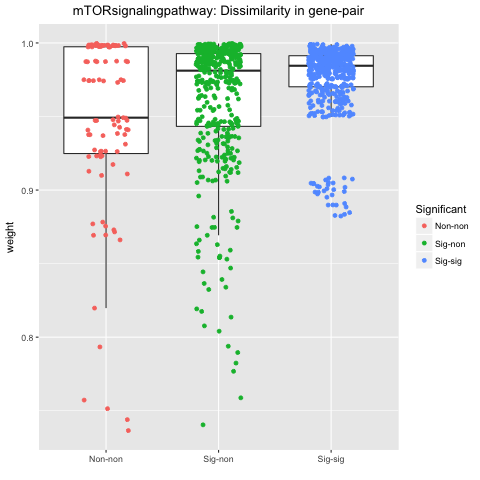 mTORsignalingpathway: Dissimilarity in gene-pair
1.0
0.9
0.8
weight
Non-non
Sig-non
Sig-sig
Significant
Non-non
Sig-non
Sig-sig